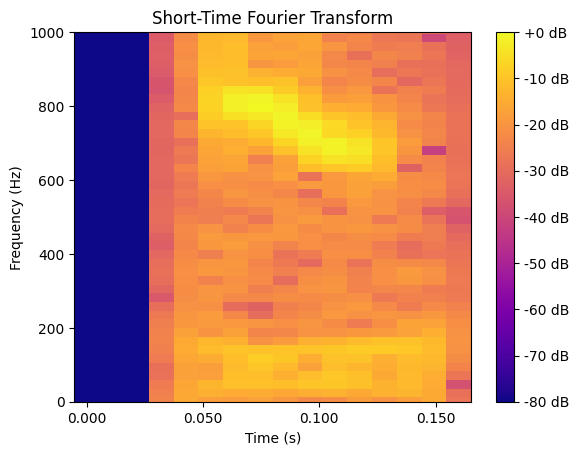 Short-Time Fourier Transform
1000
800
600
400
200
0
Frequency (Hz)
0.000
0.050
0.100
0.150
Time (s)
+0 dB
-10 dB
-20 dB
-30 dB
-40 dB
-50 dB
-60 dB
-70 dB
-80 dB